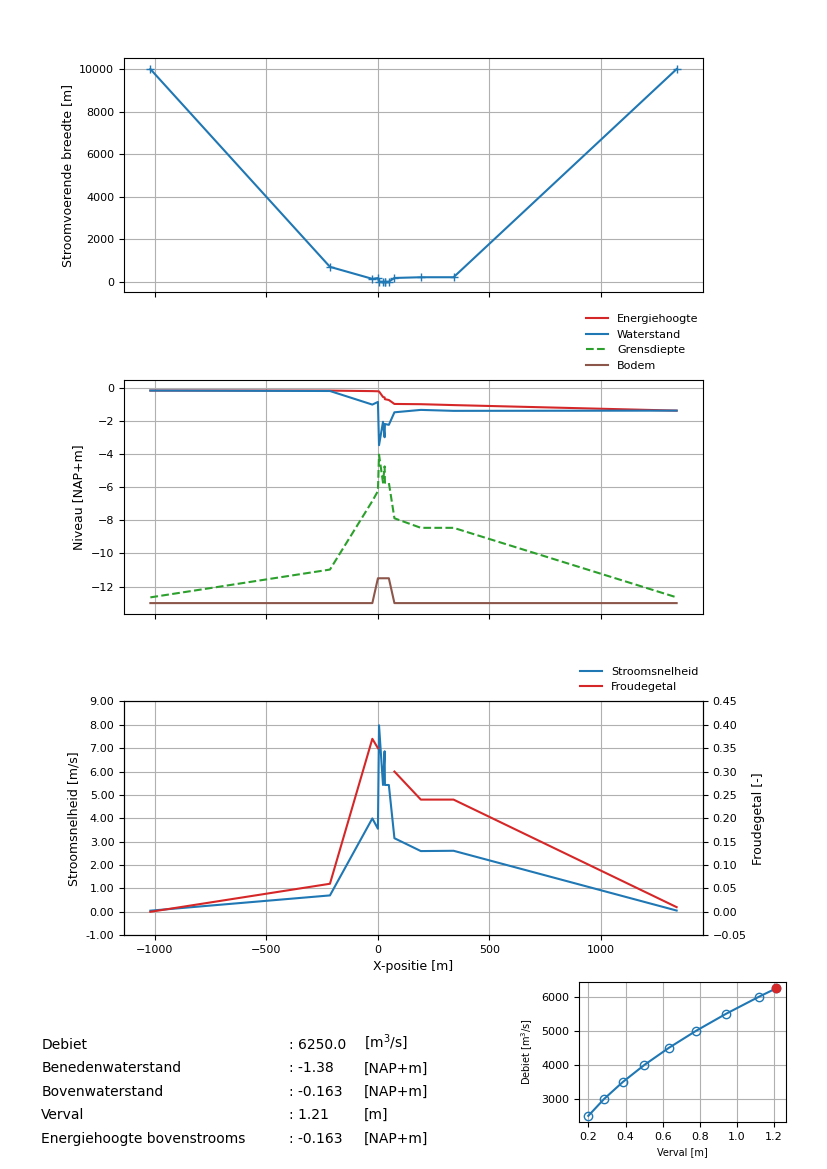 10000
8000
6000
4000
2000
0
Stroomvoerende breedte [m]
Energiehoogte
Waterstand
Grensdiepte
Bodem
0
−2
−4
−6
−8
−10
−12
Niveau [NAP+m]
Stroomsnelheid
Froudegetal
9.00 0.45
8.00 0.40
7.00 0.35
6.00 0.30
5.00 0.25
4.00 0.20
3.00 0.15
2.00 0.10
1.00 0.05
0.00 0.00
-1.00 −0.05
Stroomsnelheid [m/s]
Froudegetal [-]
−1000 −500 0 500 1000
X-positie [m]
Debiet : 6250.0 [m³/s]
Benedenwaterstand : -1.38 [NAP+m]
Bovenwaterstand : -0.163 [NAP+m]
Verval : 1.21 [m]
Energiehoogte bovenstrooms : -0.163 [NAP+m]
6000
5000
4000
3000
Debiet [m³/s]
0.2 0.4 0.6 0.8 1.0 1.2
Verval [m]